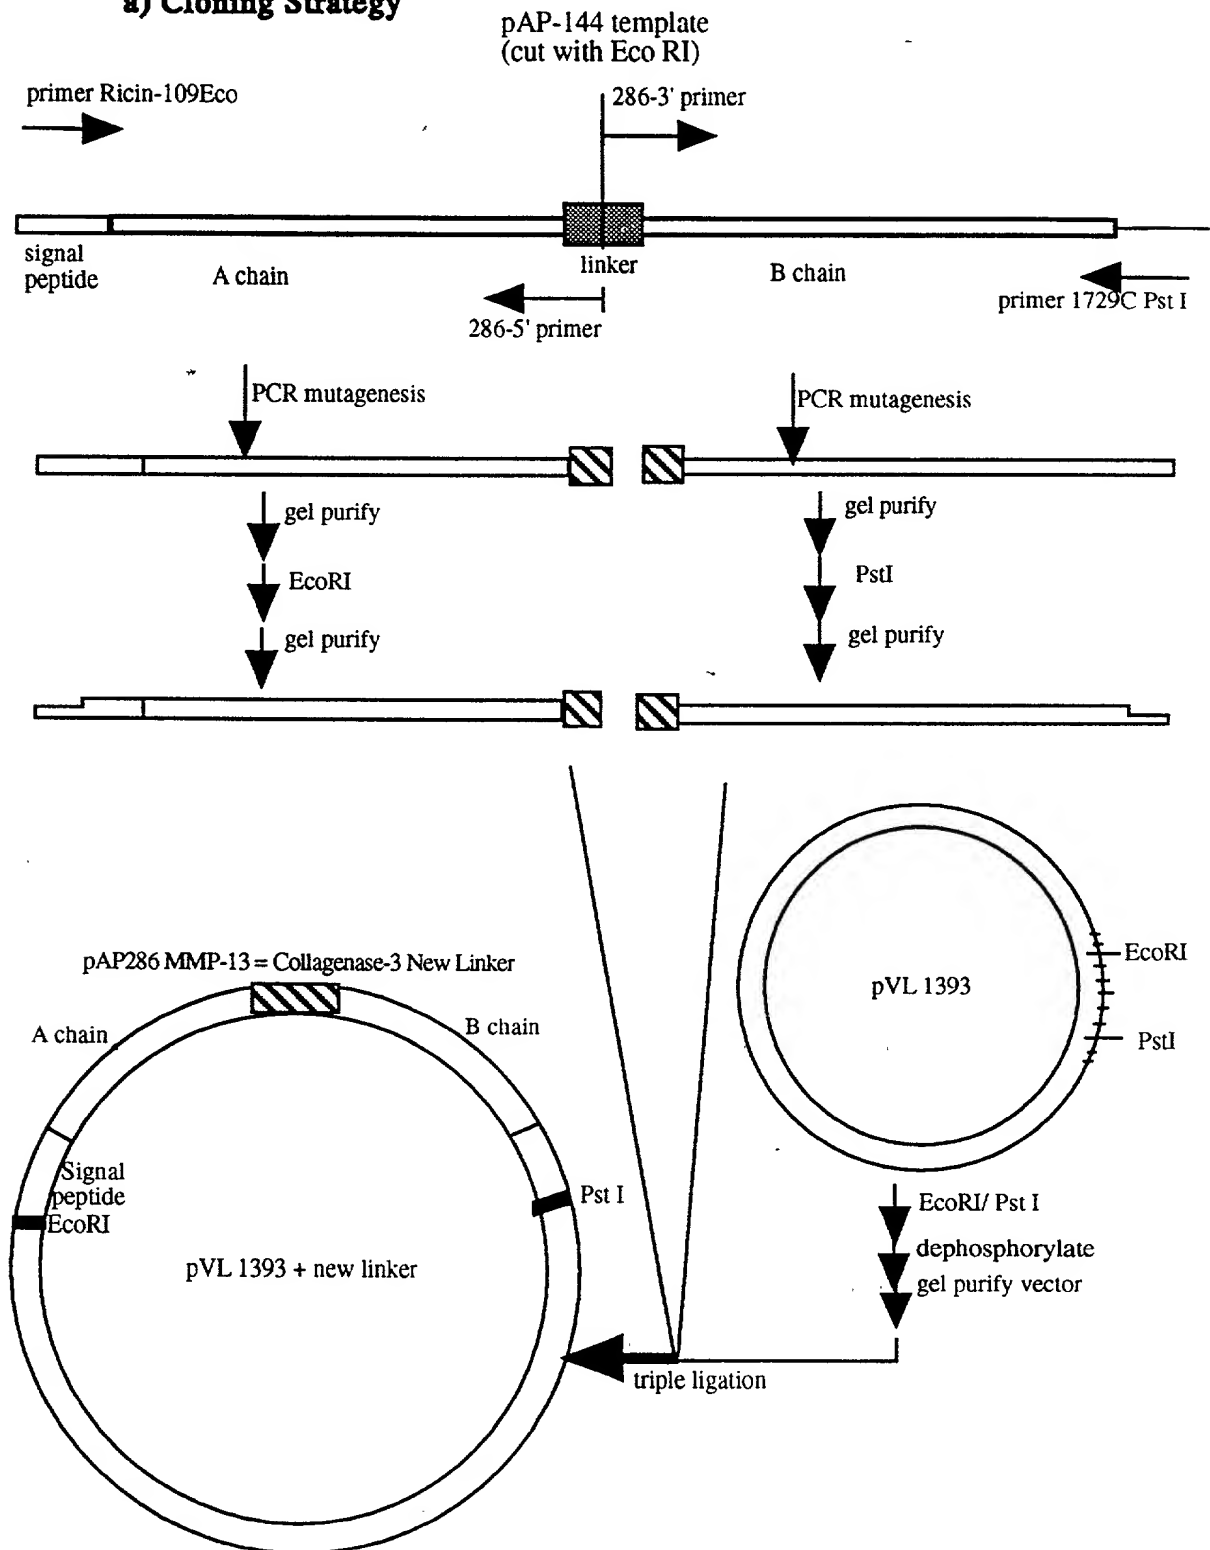 a) Cloning Strategy
pAP-144 template
(cut with Eco RI)
primer Ricin-109Eco
286-3' primer
signal
peptide
A chain
linker
B chain
286-5' primer
primer 1729C Pst I
PCR mutagenesis
PCR mutagenesis
gel purify
gel purify
EcoRI
PstI
gel purify
gel purify
pAP286 MMP-13 = Collagenase-3 New Linker
A chain
B chain
EcoRI
pVL 1393
PstI
Signal
peptide
EcoRI
Pst I
pVL 1393 + new linker
EcoRI/ Pst I
dephosphorylate
gel purify vector
triple ligation